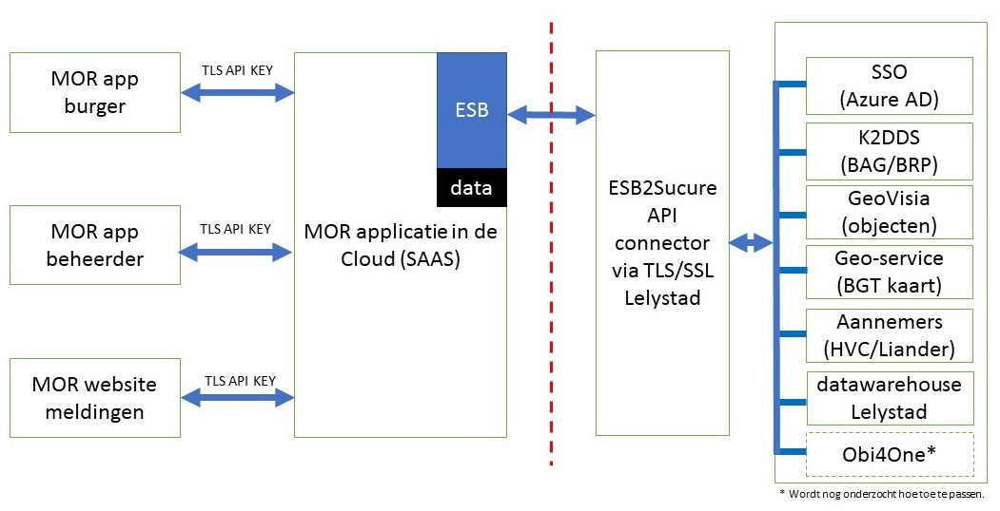 MOR app
burger
TLS API KEY
MOR app
beheerder
TLS API KEY
MOR website
meldingen
TLS API KEY
ESB
data
MOR applicatie in de
Cloud (SAAS)
ESB2Sucure
API
connector
via TLS/SSL
Lelystad
SSO
(Azure AD)
K2DDS
(BAG/BRP)
GeoVisia
(objecten)
Geo-service
(BGT kaart)
Aannemers
(HVC/Liander)
datawarehouse
Lelystad
Obi4One*
* Wordt nog onderzocht hoe toe te passen.